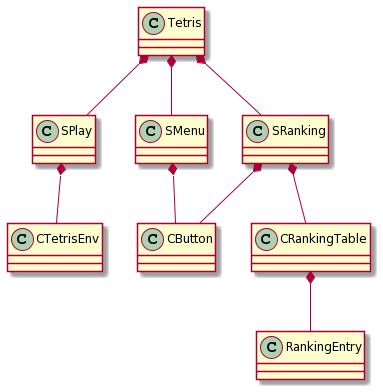 C Tetris
C SPlay
C SMenu
C SRanking
C CTetrisEnv
C CButton
C CRankingTable
C RankingEntry